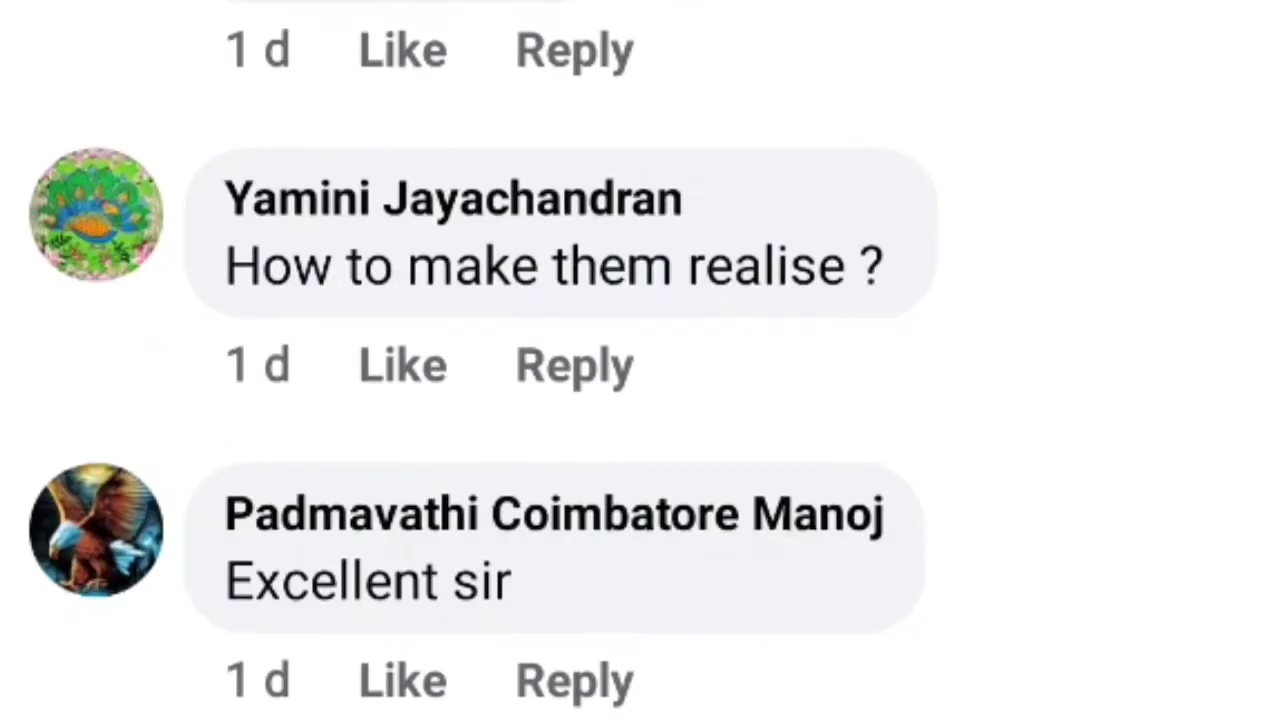 1 d Like Reply
Yamini Jayachandran
How to make them realise ?
1 d Like Reply
Padmavathi Coimbatore Manoj
Excellent sir
1 d Like Reply